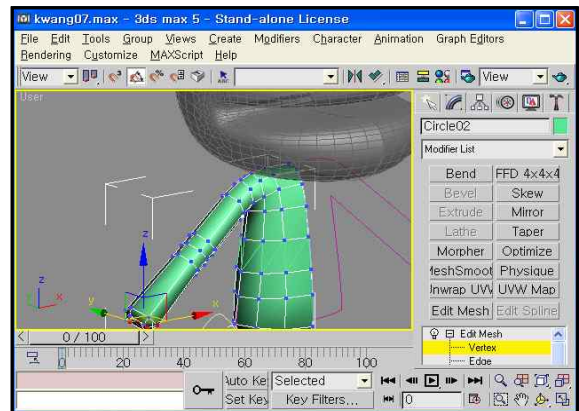 kwang07.max - 3ds max 5 - Stand-alone License
File Edit Tools Group Views Create Modifiers Character Animation Graph Editors
Rendering Customize MAXScript Help
View View
User
Circle02
Modifier List
Bend FFD 4x4x4
Bevel Skew
Extrude Mirror
Lathe Taper
Morpher Optimize
MeshSmoot Physique
Unwrap UVW UVW Map
Edit Mesh Edit Spline
Edit Mesh
Vertex
Edge
z
y x
z
y x
0 / 100
0 20 40 60 80 100
Auto Key Selected
Set Key Key Filters... 0